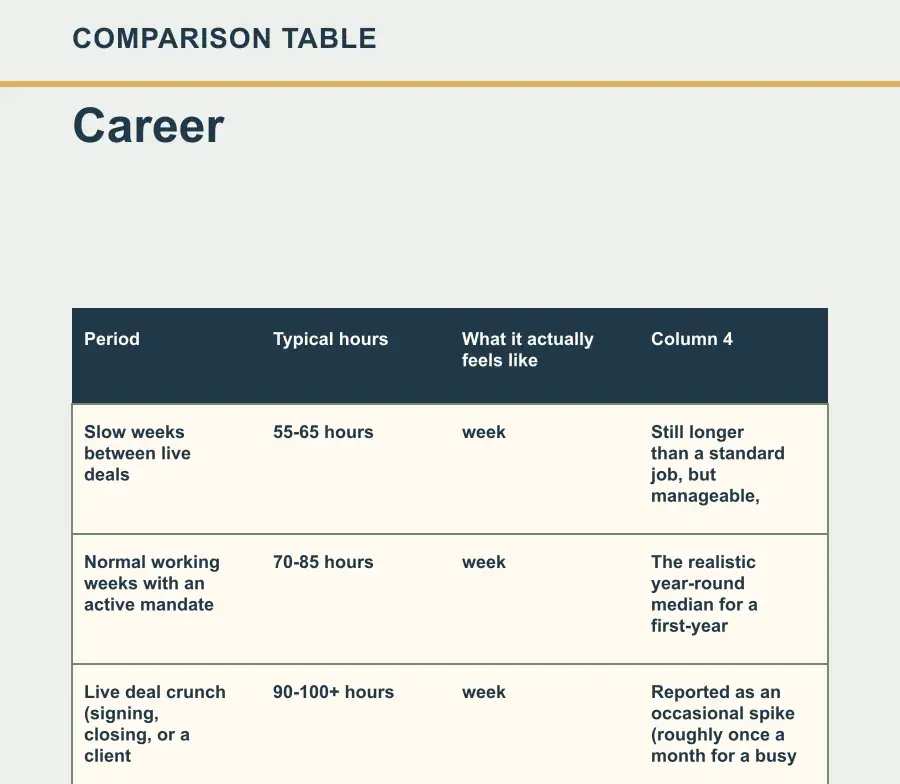 COMPARISON TABLE
Career
Period
Typical hours
What it actually
feels like
Column 4
Slow weeks
between live
deals
55-65 hours
week
Still longer
than a standard
job, but
manageable,
Normal working
weeks with an
active mandate
70-85 hours
week
The realistic
year-round
median for a
first-year
Live deal crunch
(signing,
closing, or a
client
90-100+ hours
week
Reported as an
occasional spike
(roughly once a
month for a busy